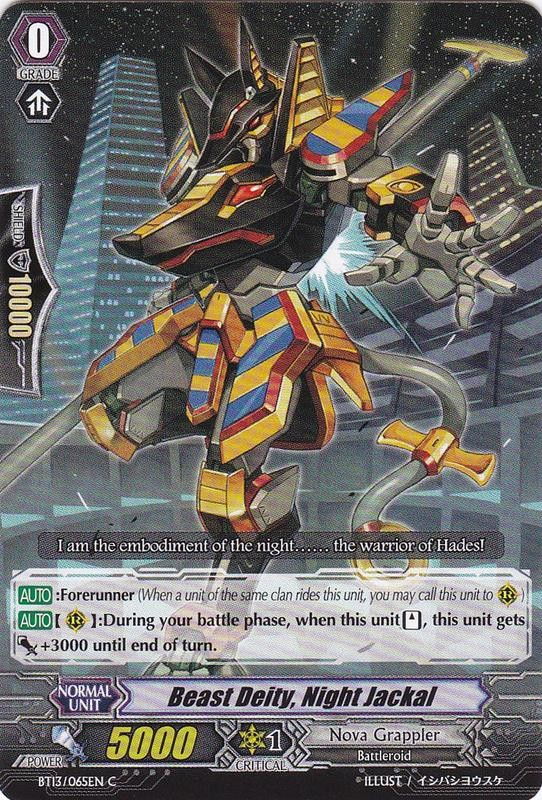 0
GRADE
SHIELD
10000
I am the embodiment of the night...... the warrior of Hades!
AUTO:Forerunner (When a unit of the same clan rides this unit, you may call this unit to R)
AUTO【R】:During your battle phase, when this unit, this unit gets
+3000 until end of turn.
NORMAL UNIT
Beast Deity, Night Jackal
POWER
5000
1
CRITICAL
Nova Grappler
Battleroid
BT13/065EN C
ILLUST / イシバシヨウスケ